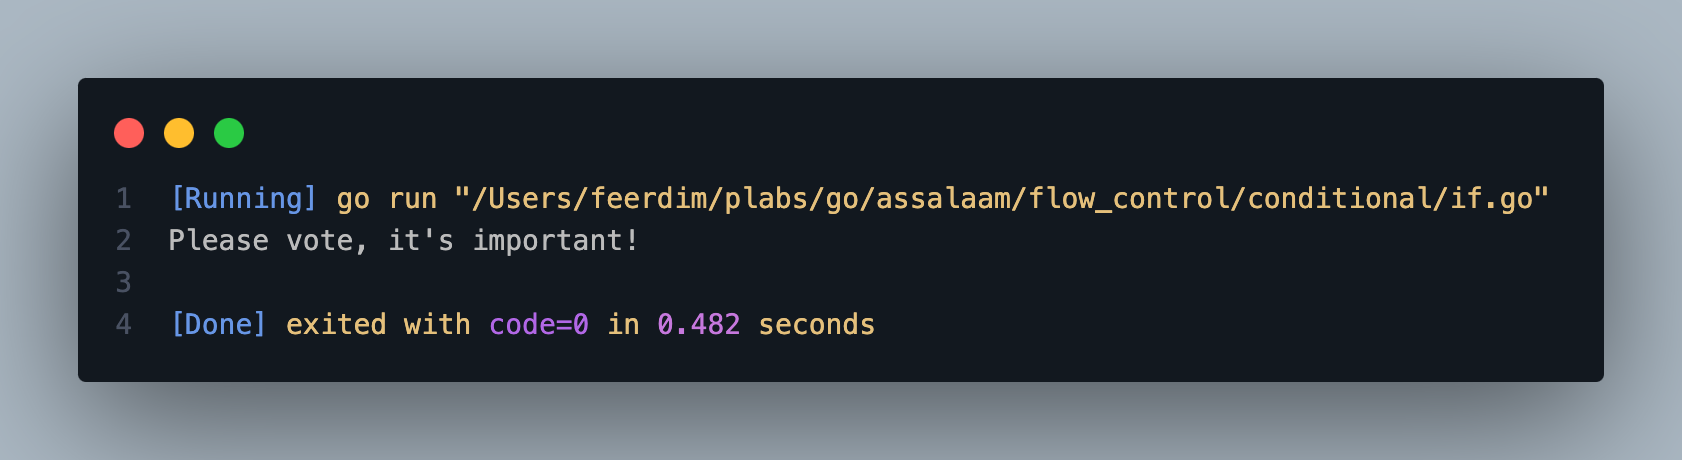 1 [Running] go run "/Users/feerdim/plabs/go/assalaam/flow_control/conditional/if.go"
2 Please vote, it's important!
3
4 [Done] exited with code=0 in 0.482 seconds